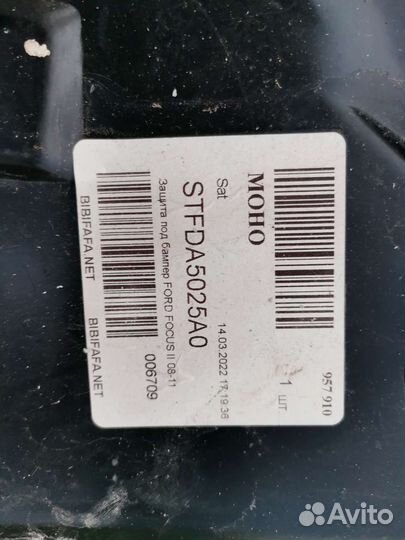 957 910
МОНО
1 шт
Sat
14.03.2022 17:19:36
STFDA5025A0
Защита под бампер FORD FOCUS II 08-11
006709
BIBIFAFA.NET BIBIFAFA.NET
Avito